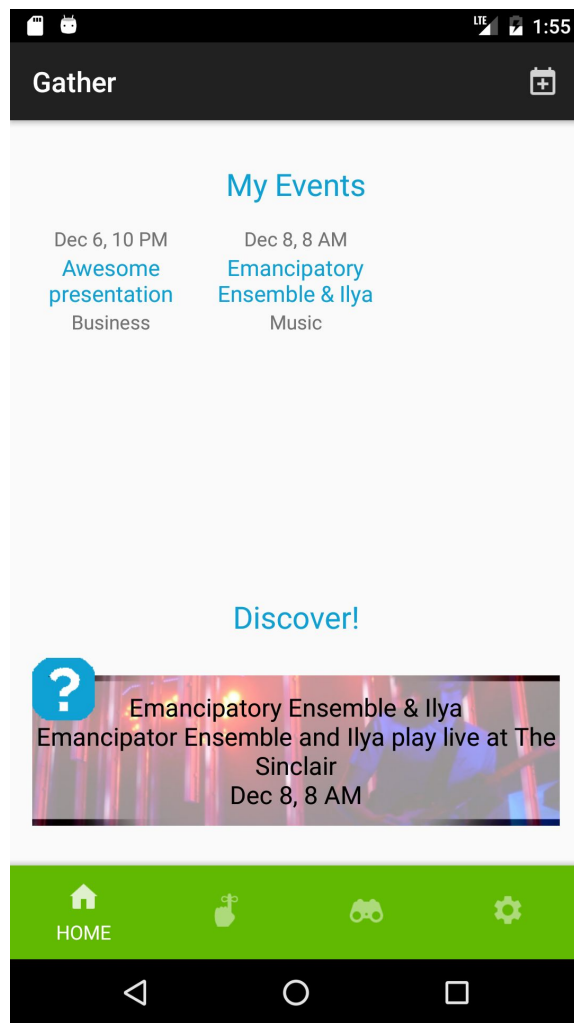 LTE 1:55
Gather
My Events
Dec 6, 10 PM
Awesome
presentation
Business
Dec 8, 8 AM
Emancipatory
Ensemble & Ilya
Music
Discover!
?
Emancipatory Ensemble & Ilya
Emancipator Ensemble and Ilya play live at The
Sinclair
Dec 8, 8 AM
HOME